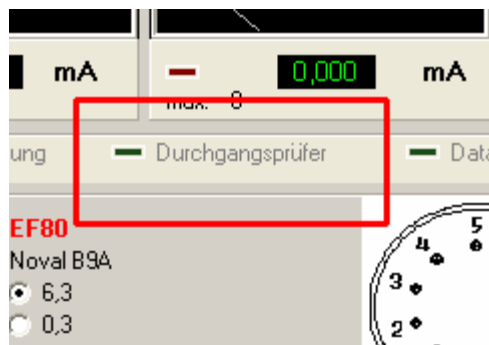 mA 0,000 mA
max. 0
ung Durchgangsprüfer Data
EF80
Noval B9A
6,3
0,3
5
4
3
2